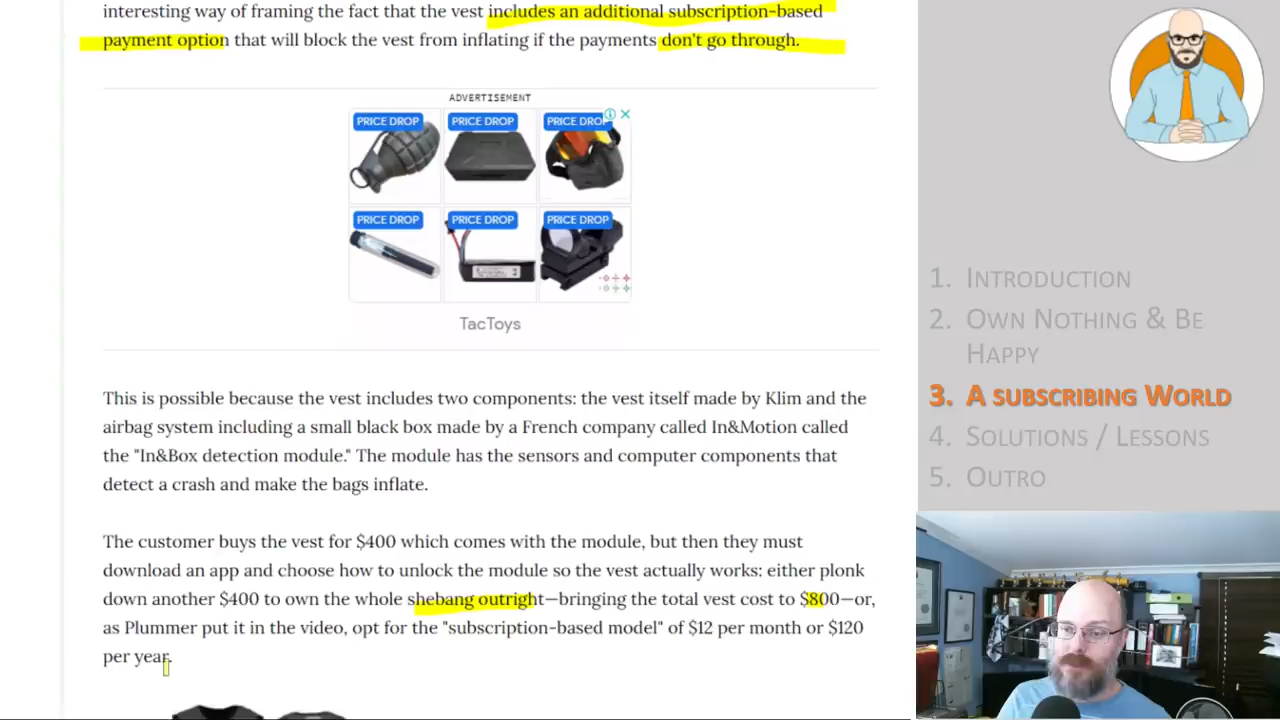 interesting way of framing the fact that the vest includes an additional subscription-based
payment option that will block the vest from inflating if the payments don't go through.
ADVERTISEMENT
PRICE DROP
PRICE DROP
PRICE DROP
PRICE DROP
PRICE DROP
PRICE DROP
TacToys
This is possible because the vest includes two components: the vest itself made by Klim and the
airbag system including a small black box made by a French company called In&Motion called
the "In&Box detection module." The module has the sensors and computer components that
detect a crash and make the bags inflate.
The customer buys the vest for $400 which comes with the module, but then they must
download an app and choose how to unlock the module so the vest actually works: either plonk
down another $400 to own the whole shebang outright—bringing the total vest cost to $800—or,
as Plummer put it in the video, opt for the "subscription-based model" of $12 per month or $120
per year.
1. Introduction
2. Own Nothing & Be
Happy
3. A subscribing World
4. Solutions / Lessons
5. Outro